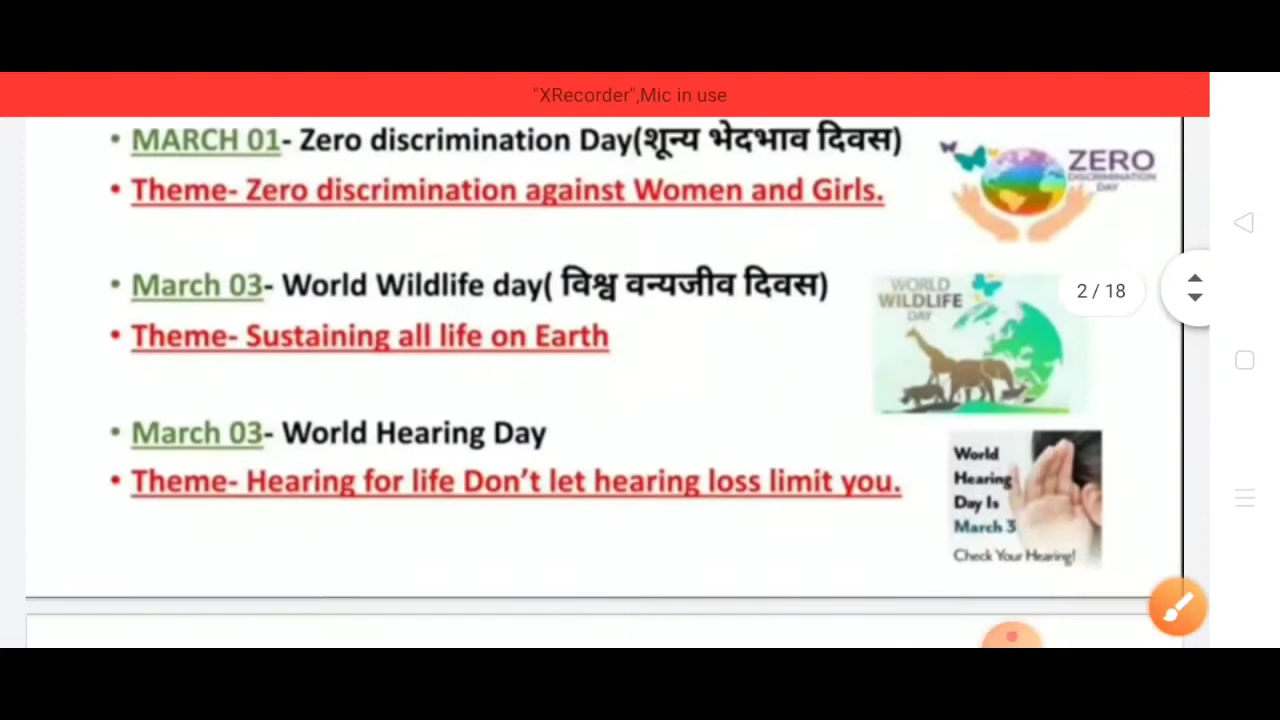 "XRecorder",Mic in use
• MARCH 01- Zero discrimination Day(शून्य भेदभाव दिवस)
ZERO
DISCRIMINATION
DAY
• Theme- Zero discrimination against Women and Girls.
• March 03- World Wildlife day( विश्व वन्यजीव दिवस)
WORLD
WILDLIFE
DAY
2 / 18
• Theme- Sustaining all life on Earth
• March 03- World Hearing Day
• Theme- Hearing for life Don't let hearing loss limit you.
World
Hearing
Day Is
March 3
Check Your Hearing!